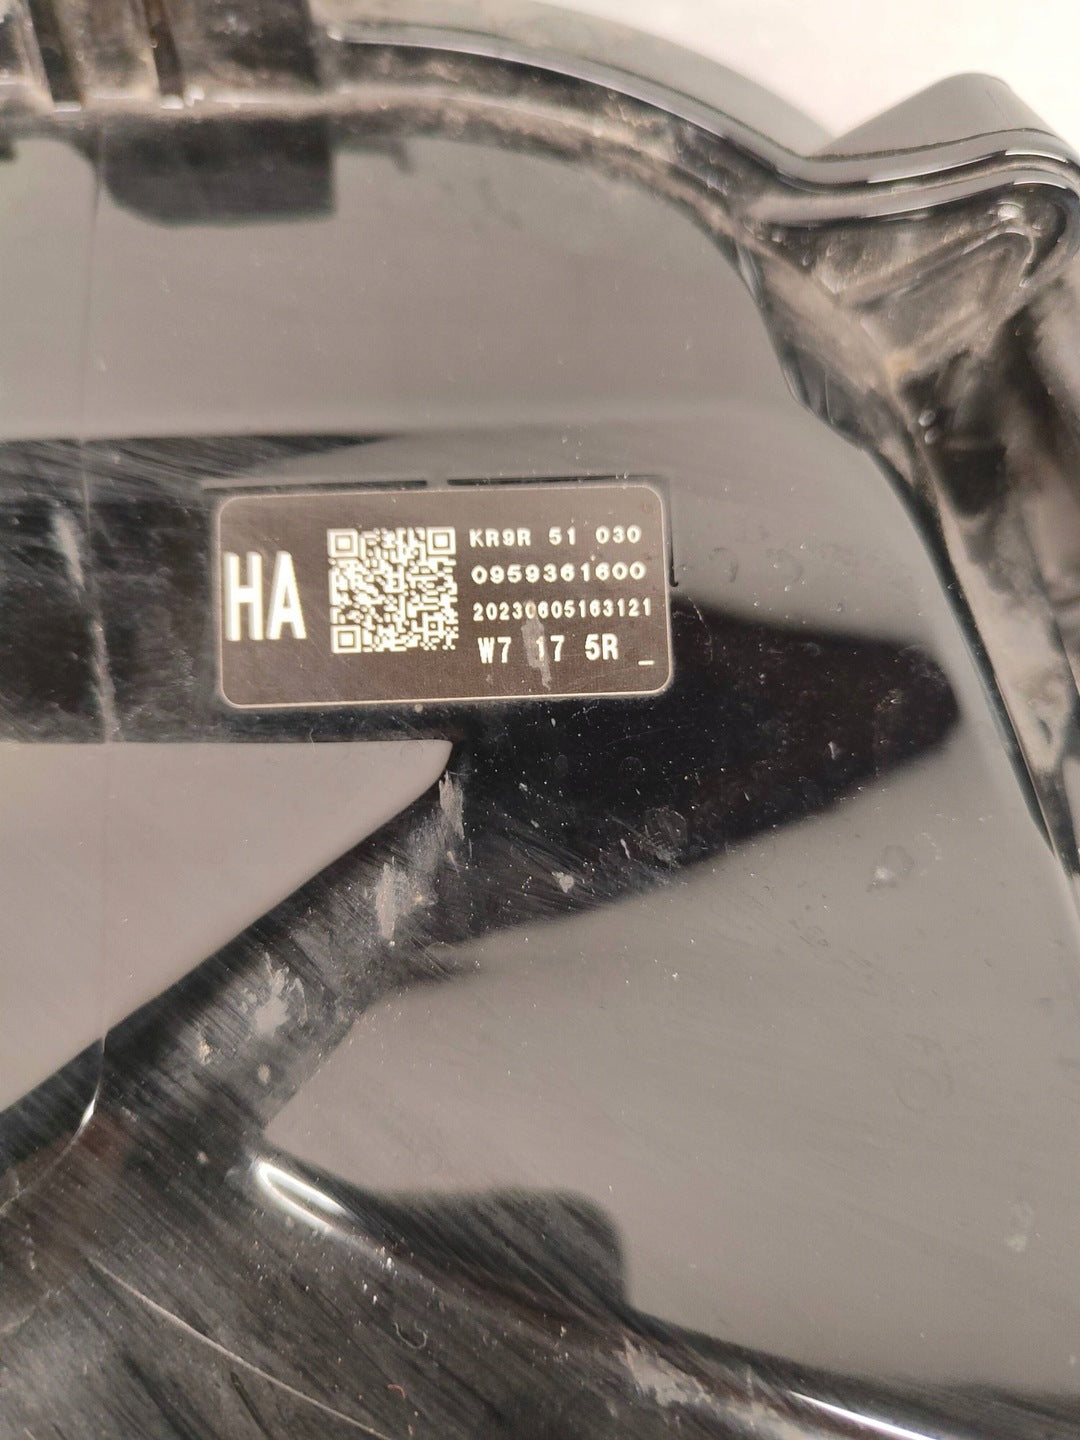 HA
KR9R 51 030
0959361600
20230605163121
W7 17 5R _